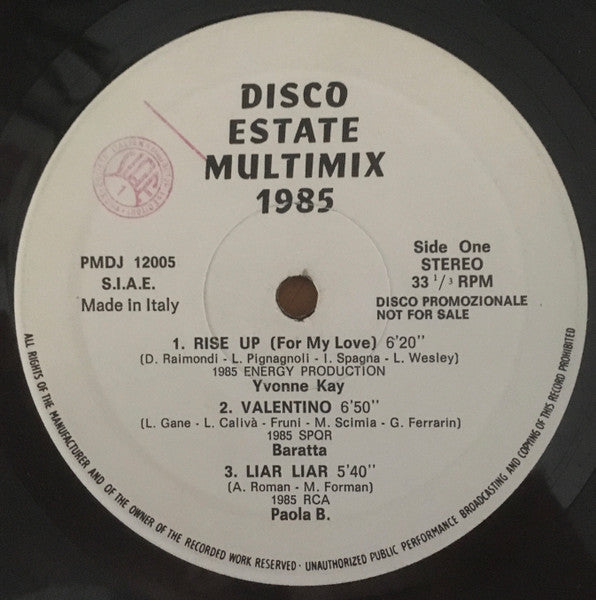 DISCO
ESTATE
MULTIMIX
1985
PMDJ 12005
S.I.A.E.
Made in Italy
Side One
STEREO
33 1/3 RPM
DISCO PROMOZIONALE
NOT FOR SALE
1. RISE UP (For My Love) 6'20''
(D. Raimondi - L. Pignagnoli - I. Spagna - L. Wesley)
1985 ENERGY PRODUCTION
Yvonne Kay
2. VALENTINO 6'50''
(L. Gane - L. Calivà - Fruni - M. Scimia - G. Ferrarin)
1985 SPQR
Baratta
3. LIAR LIAR 5'40''
(A. Roman - M. Forman)
1985 RCA
Paola B.
ALL RIGHTS OF THE MANUFACTURER AND OF THE OWNER OF THE RECORDED WORK RESERVED · UNAUTHORIZED PUBLIC PERFORMANCE BROADCASTING AND COPYING OF THIS RECORD PROHIBITED